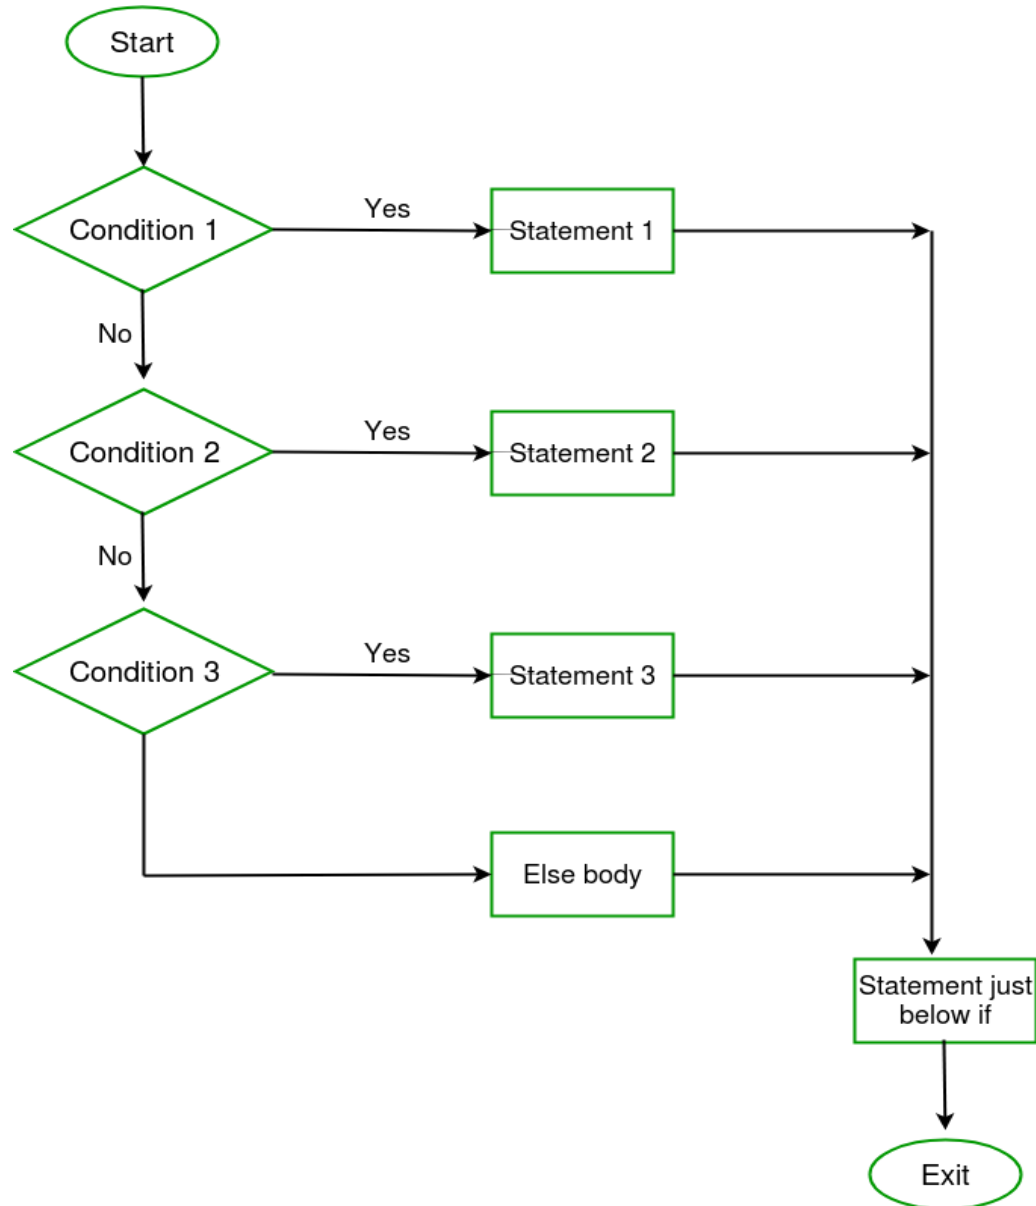 Start
Condition 1
Yes
Statement 1
No
Condition 2
Yes
Statement 2
No
Condition 3
Yes
Statement 3
Else body
Statement just
below if
Exit